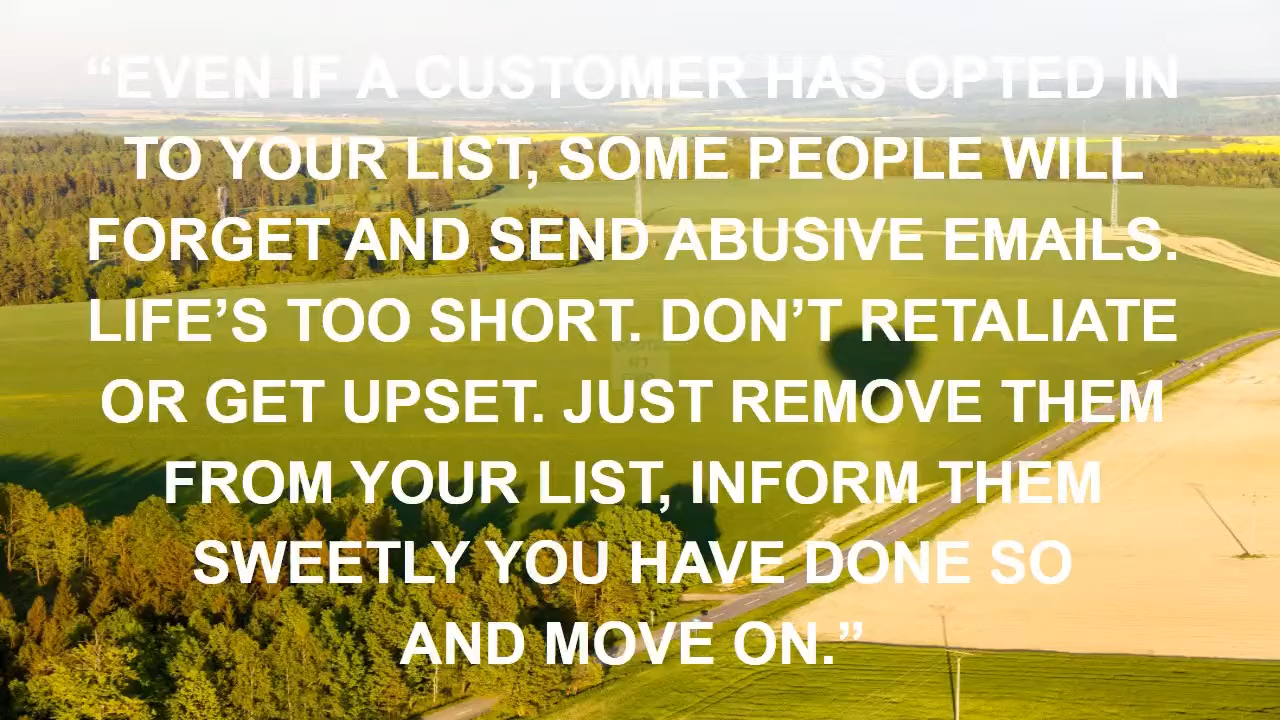 “EVEN IF A CUSTOMER HAS OPTED IN
TO YOUR LIST, SOME PEOPLE WILL
FORGET AND SEND ABUSIVE EMAILS.
LIFE’S TOO SHORT. DON’T RETALIATE
OR GET UPSET. JUST REMOVE THEM
FROM YOUR LIST, INFORM THEM
SWEETLY YOU HAVE DONE SO
AND MOVE ON.”